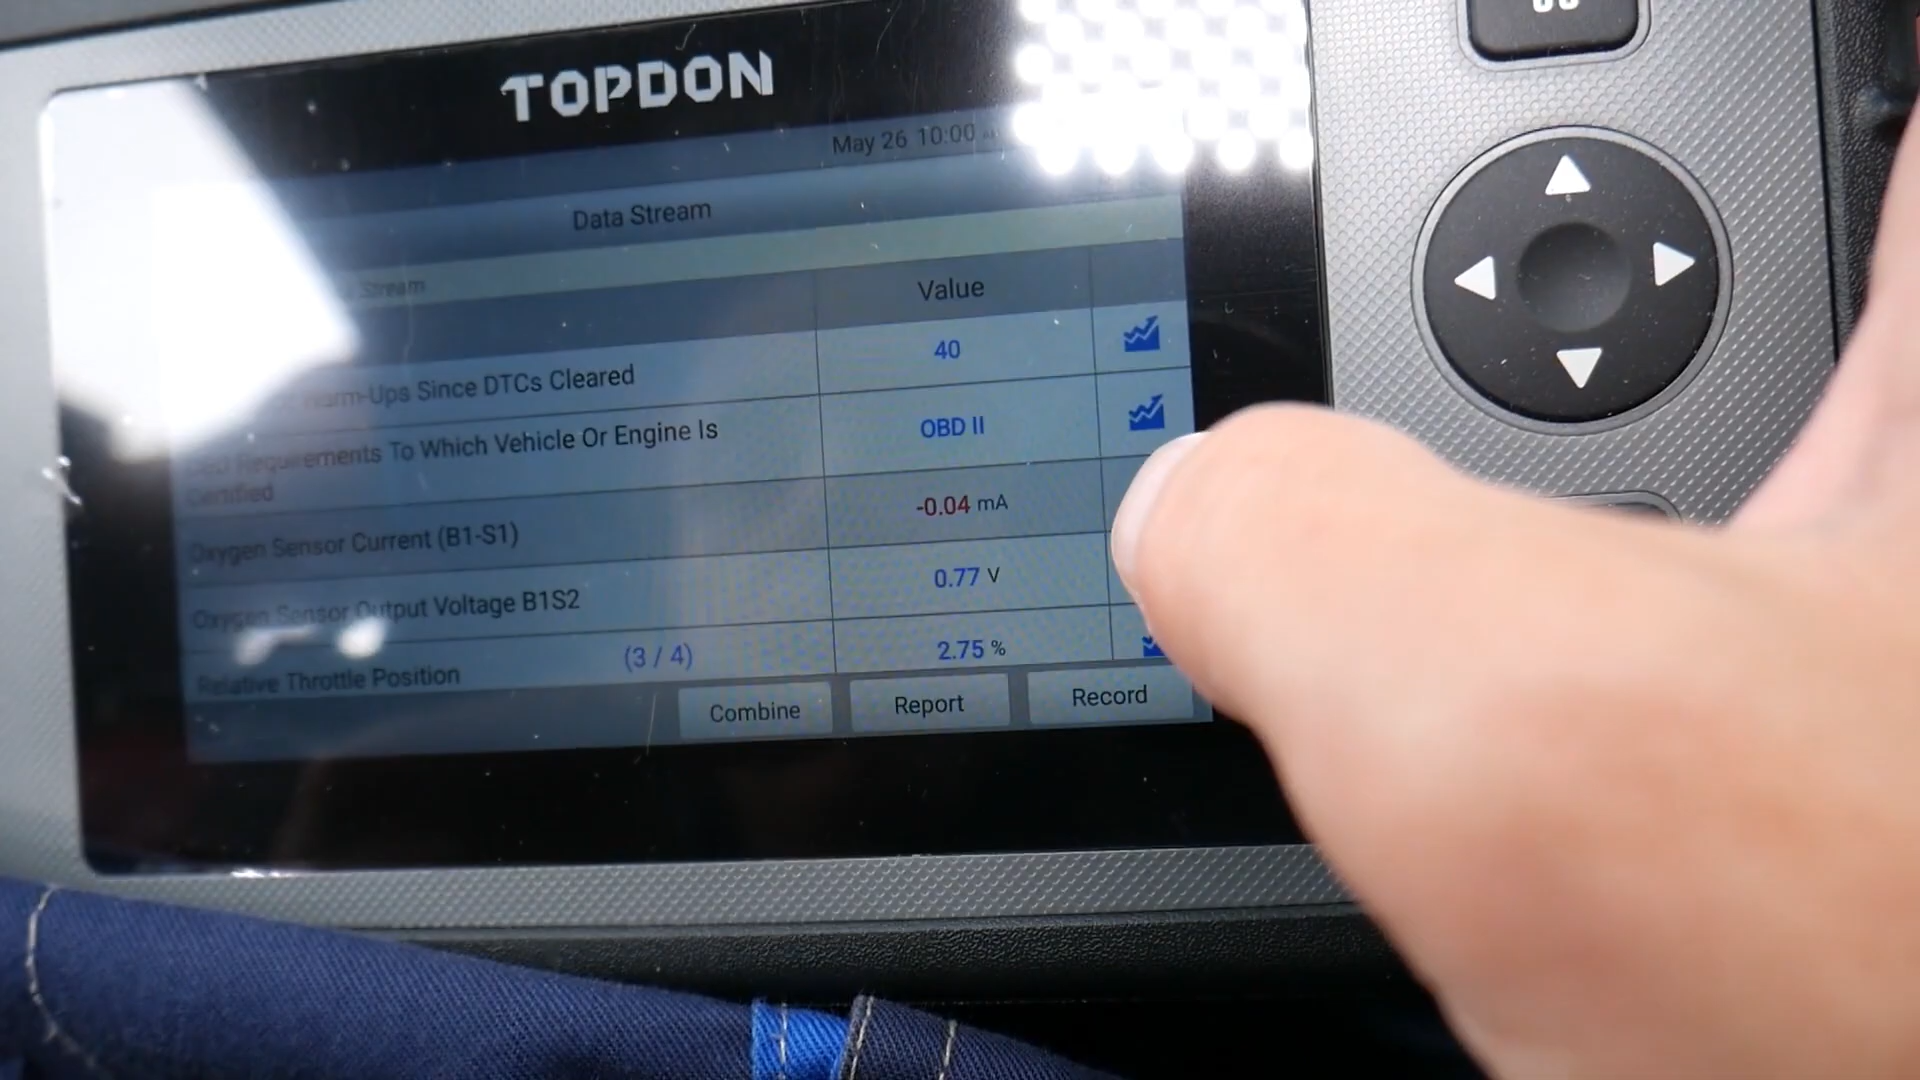 TOPDON
May 26 10:00
Data Stream
Stream
Value
Warm-Ups Since DTCs Cleared
40
OBD Requirements To Which Vehicle Or Engine Is
Certified
OBD II
Oxygen Sensor Current (B1-S1)
-0.04 mA
Oxygen Sensor Output Voltage B1S2
0.77 V
Relative Throttle Position
(3 / 4)
2.75 %
Combine
Report
Record